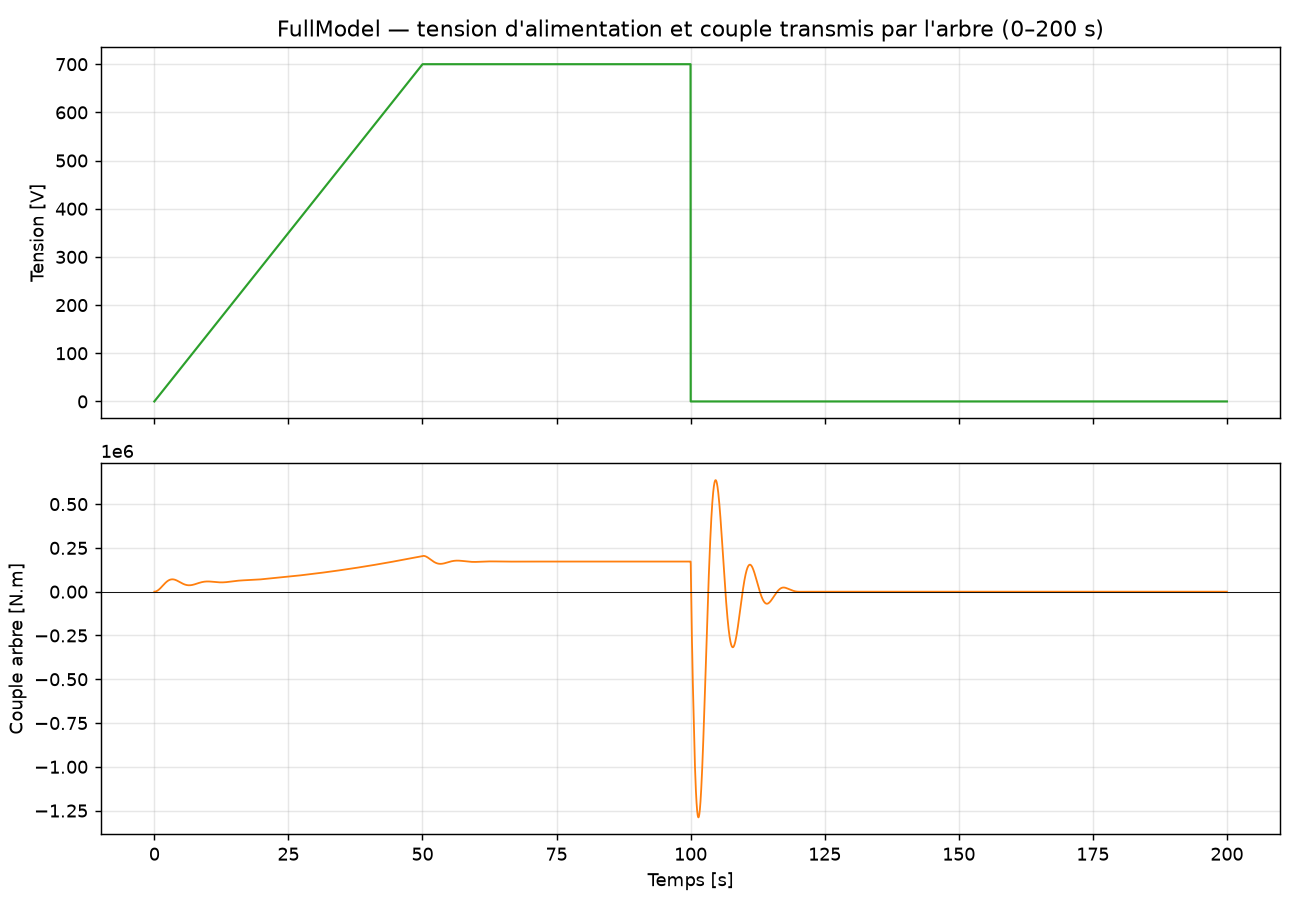 FullModel — tension d'alimentation et couple transmis par l'arbre (0–200 s)
700
600
500
400
300
200
100
0
Tension [V]
1e6
0.50
0.25
0.00
−0.25
−0.50
−0.75
−1.00
−1.25
Couple arbre [N.m]
0 25 50 75 100 125 150 175 200
Temps [s]